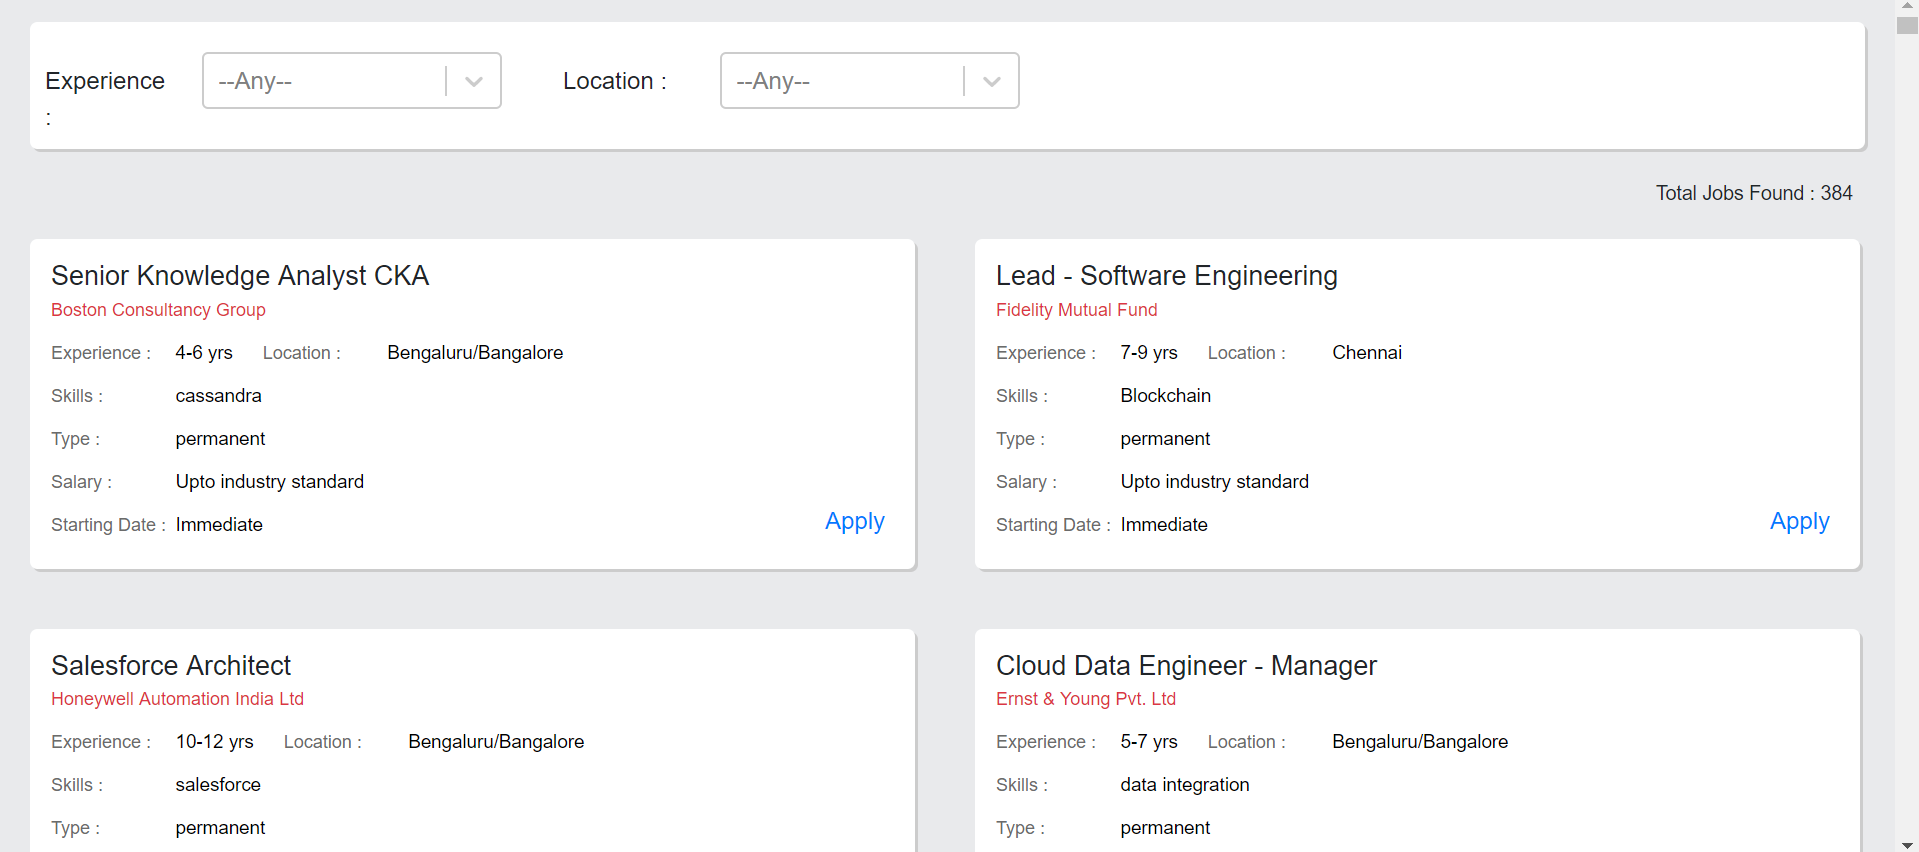 Experience --Any-- Location : --Any--
:
Total Jobs Found : 384
Senior Knowledge Analyst CKA
Boston Consultancy Group
Experience : 4-6 yrs Location : Bengaluru/Bangalore
Skills : cassandra
Type : permanent
Salary : Upto industry standard
Starting Date : Immediate
Apply
Lead - Software Engineering
Fidelity Mutual Fund
Experience : 7-9 yrs Location : Chennai
Skills : Blockchain
Type : permanent
Salary : Upto industry standard
Starting Date : Immediate
Apply
Salesforce Architect
Honeywell Automation India Ltd
Experience : 10-12 yrs Location : Bengaluru/Bangalore
Skills : salesforce
Type : permanent
Cloud Data Engineer - Manager
Ernst & Young Pvt. Ltd
Experience : 5-7 yrs Location : Bengaluru/Bangalore
Skills : data integration
Type : permanent